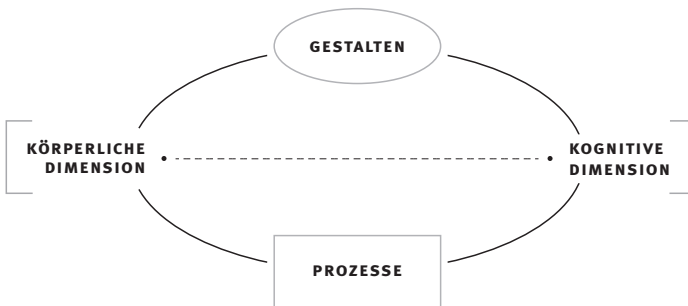 GESTALTEN
KÖRPERLICHE
DIMENSION
KOGNITIVE
DIMENSION
PROZESSE